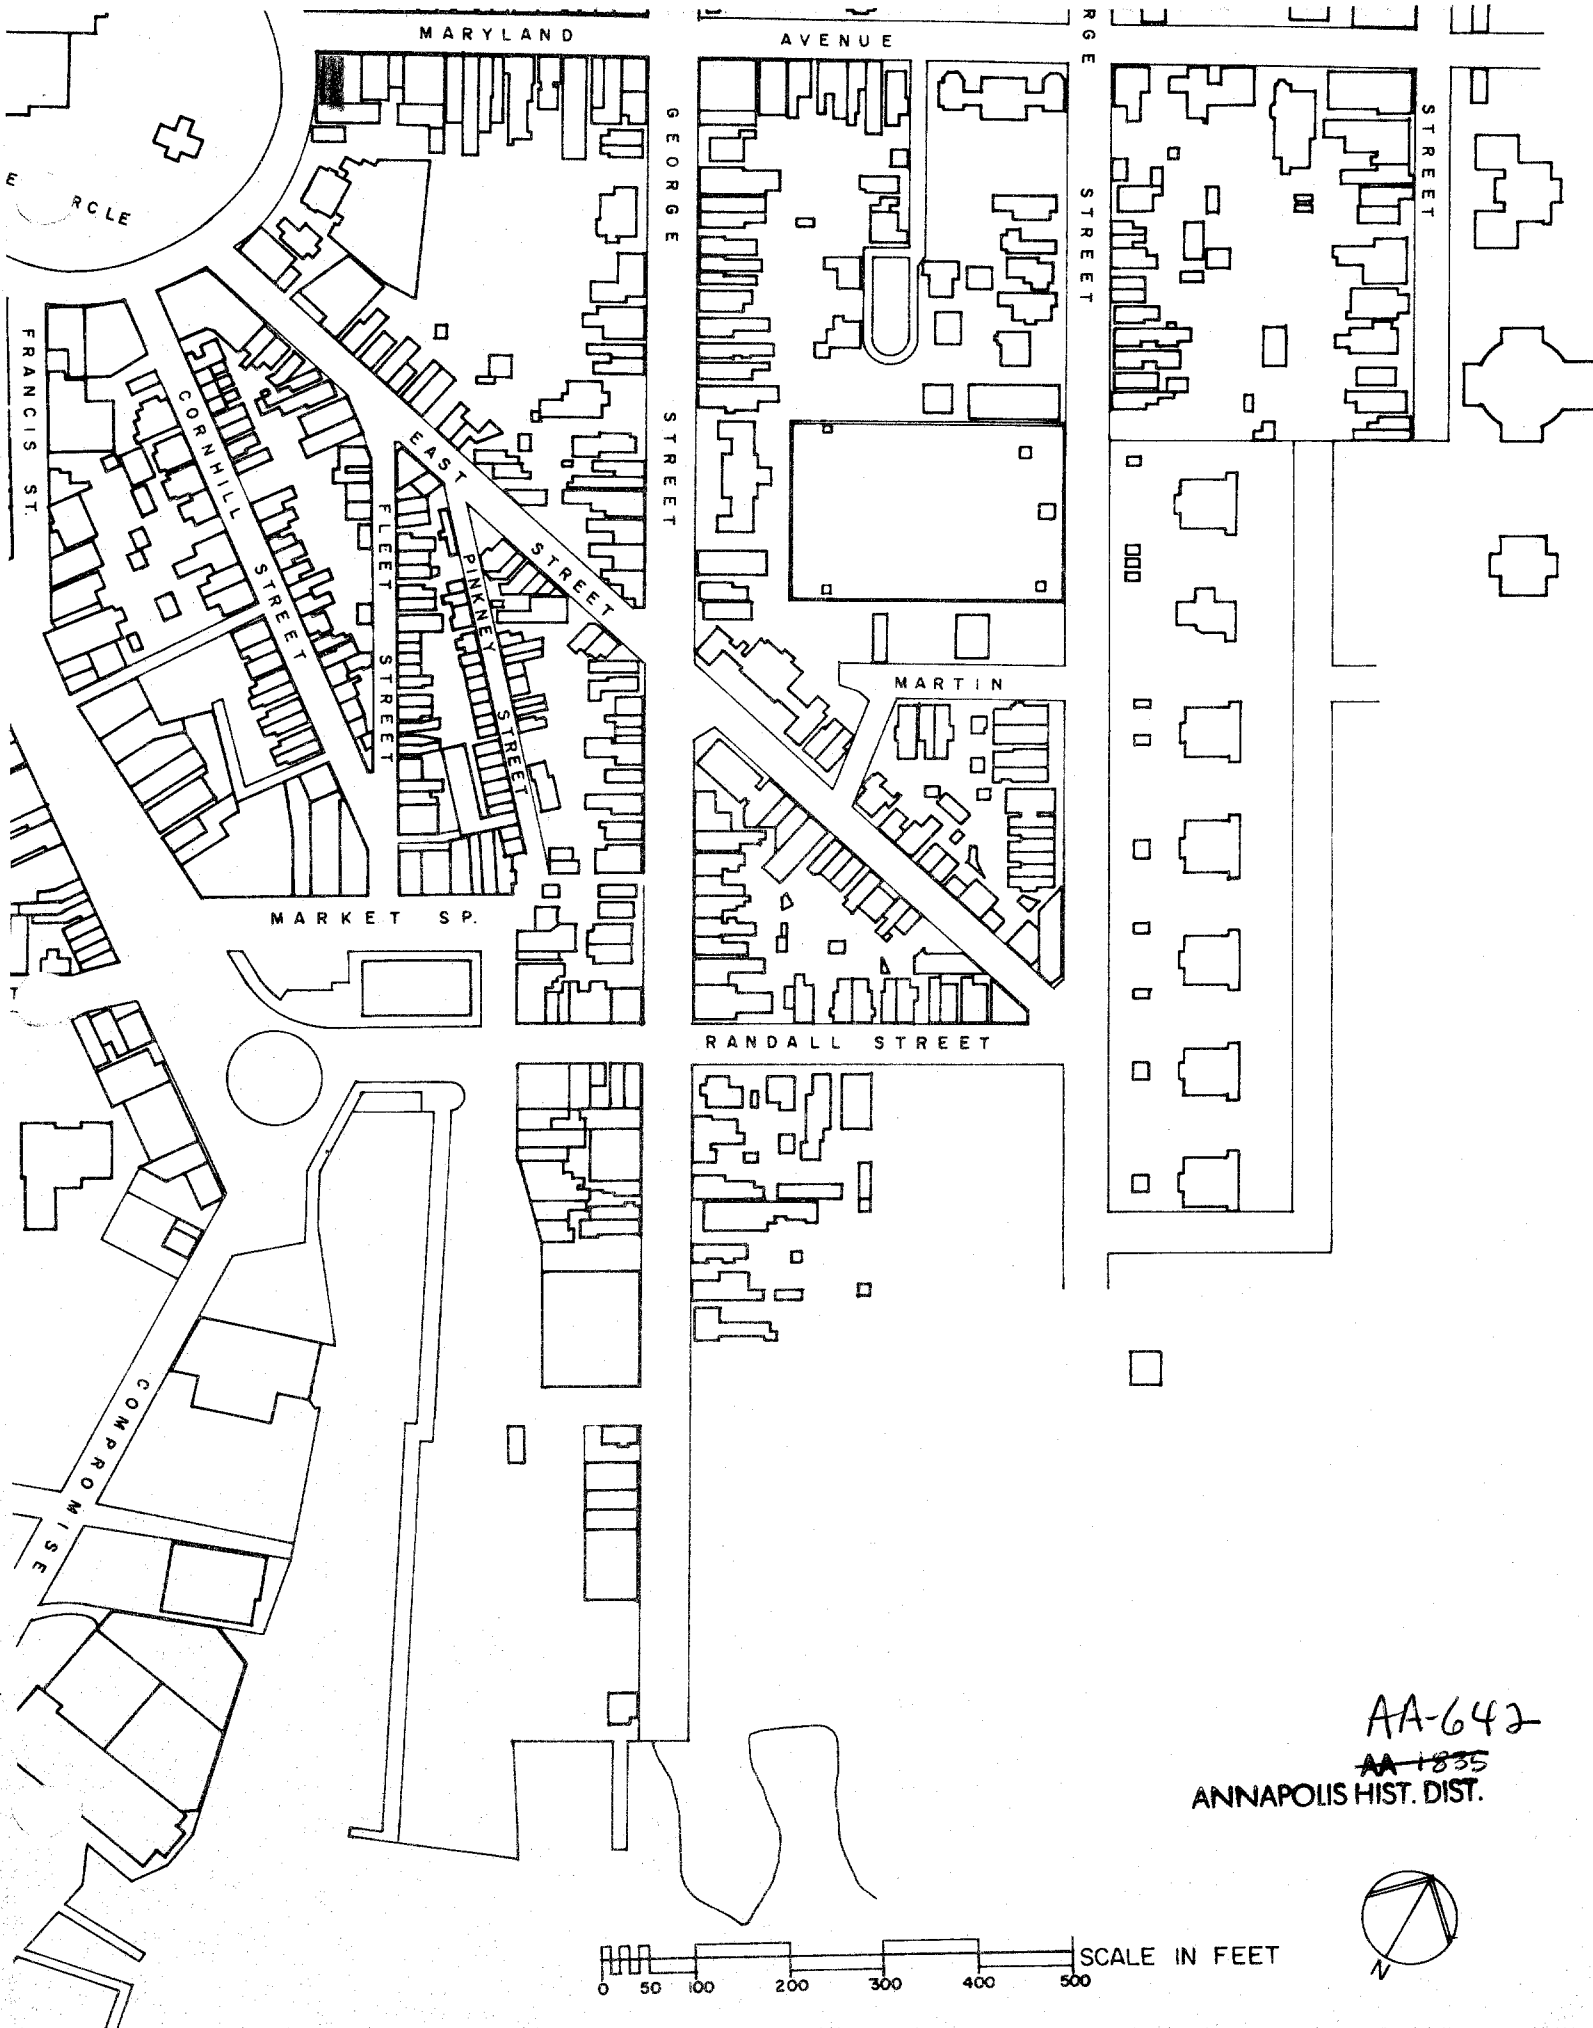 MARYLAND AVENUE
RGE STREET
GEORGE STREET
STREET
E RCLE
FRANCIS ST.
CORNHILL STREET
EAST STREET
FLEET STREET
PINKNEY STREET
MARTIN
MARKET SP.
T
RANDALL STREET
COMPROMISE
AA-642
AA 1835
ANNAPOLIS HIST. DIST.
0 50 100 200 300 400 500 SCALE IN FEET
N